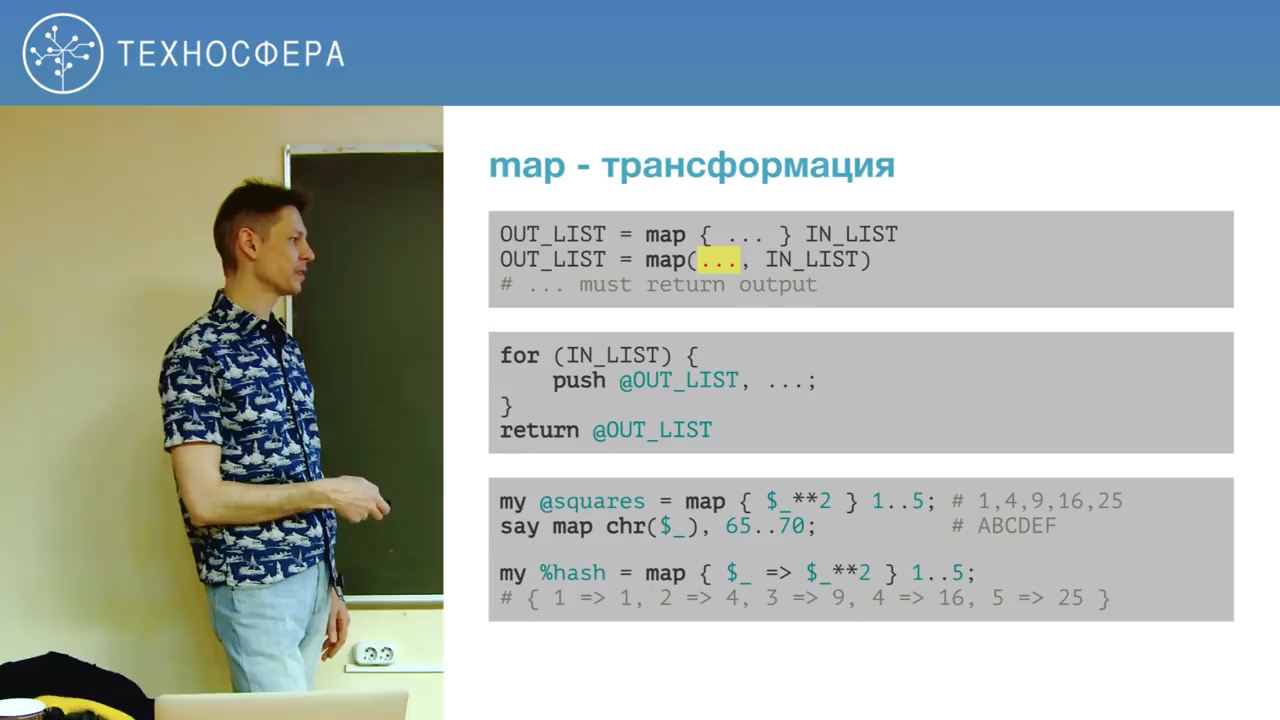 ТЕХНОСФЕРА
map - трансформация
OUT_LIST = map { ... } IN_LIST
OUT_LIST = map(..., IN_LIST)
# ... must return output
for (IN_LIST) {
    push @OUT_LIST, ...;
}
return @OUT_LIST
my @squares = map { $_**2 } 1..5; # 1,4,9,16,25
say map chr($_), 65..70;          # ABCDEF
my %hash = map { $_ => $_**2 } 1..5;
# { 1 => 1, 2 => 4, 3 => 9, 4 => 16, 5 => 25 }